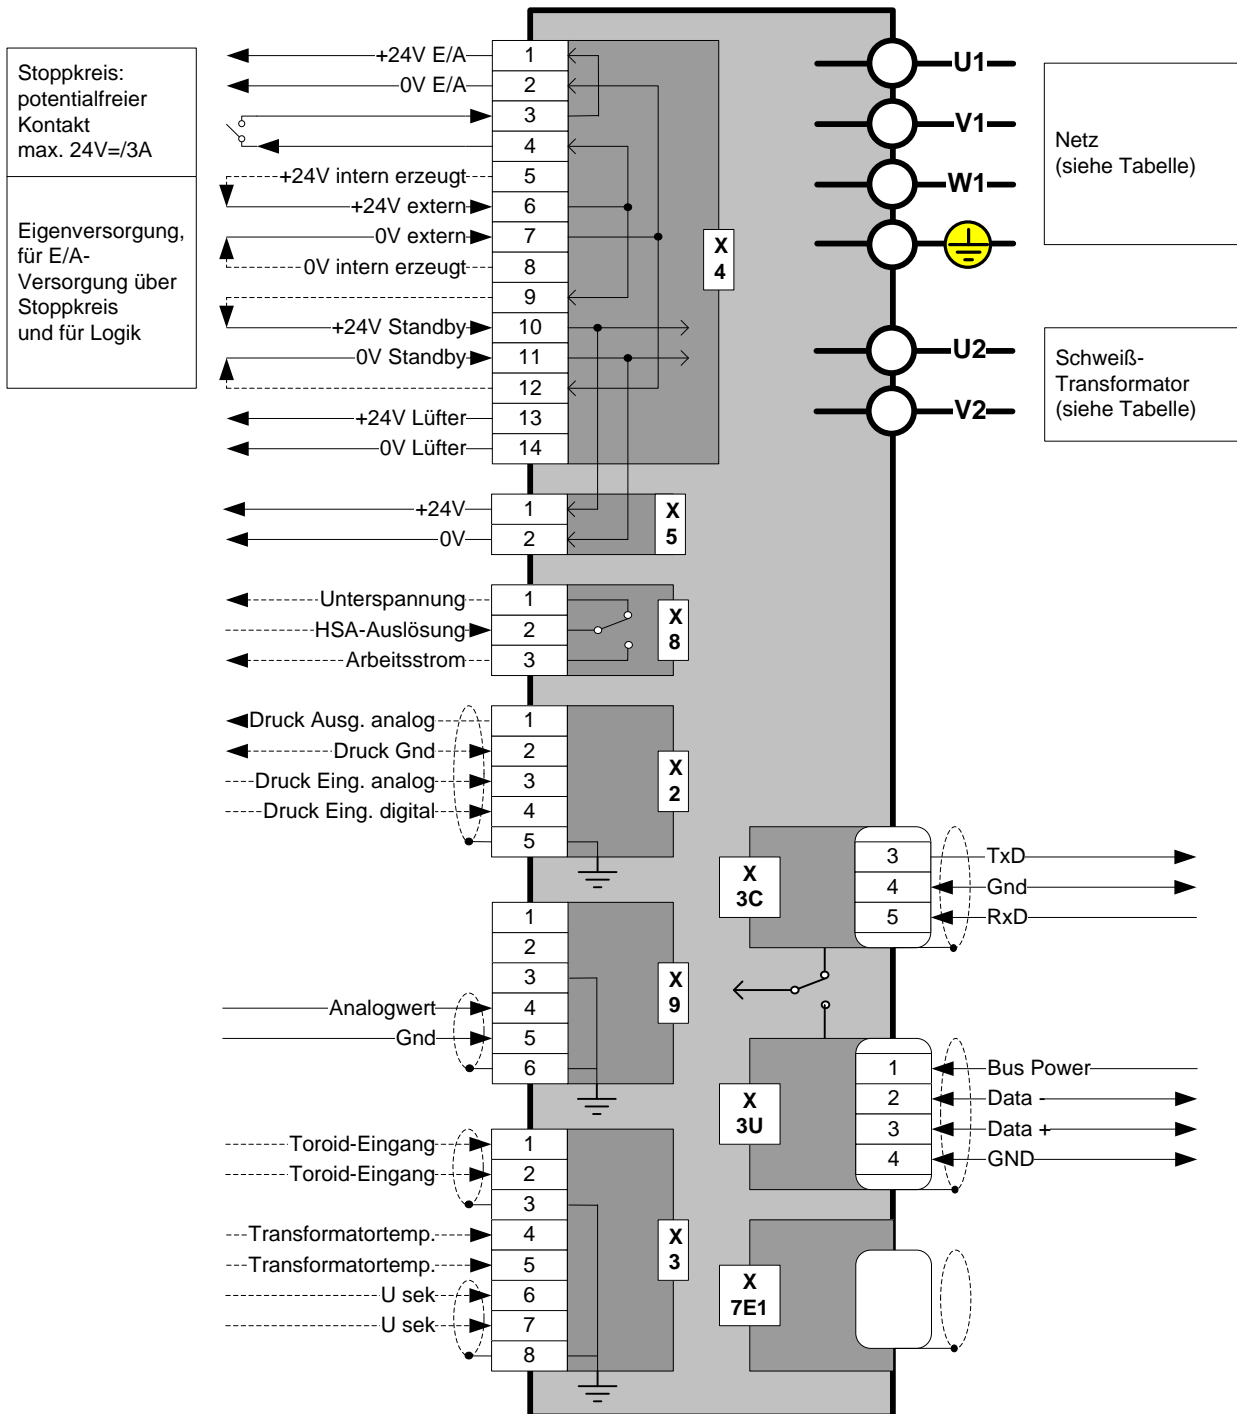 Stoppkreis:
potentialfreier
Kontakt
max. 24V=/3A
Eigenversorgung,
für E/A-
Versorgung über
Stoppkreis
und für Logik
+24V E/A 1
0V E/A 2
3
4
+24V intern erzeugt 5
+24V extern 6
0V extern 7
0V intern erzeugt 8
9
+24V Standby 10
0V Standby 11
12
+24V Lüfter 13
0V Lüfter 14
X
4
+24V 1
0V 2
X
5
Unterspannung 1
HSA-Auslösung 2
Arbeitsstrom 3
X
8
Druck Ausg. analog 1
Druck Gnd 2
Druck Eing. analog 3
Druck Eing. digital 4
5
X
2
1
2
3
Analogwert 4
Gnd 5
6
X
9
Toroid-Eingang 1
Toroid-Eingang 2
3
Transformatortemp. 4
Transformatortemp. 5
U sek 6
U sek 7
8
X
3
U1
V1
W1
Netz
(siehe Tabelle)
U2
V2
Schweiß-
Transformator
(siehe Tabelle)
X
3C
3 TxD
4 Gnd
5 RxD
X
3U
1 Bus Power
2 Data -
3 Data +
4 GND
X
7E1